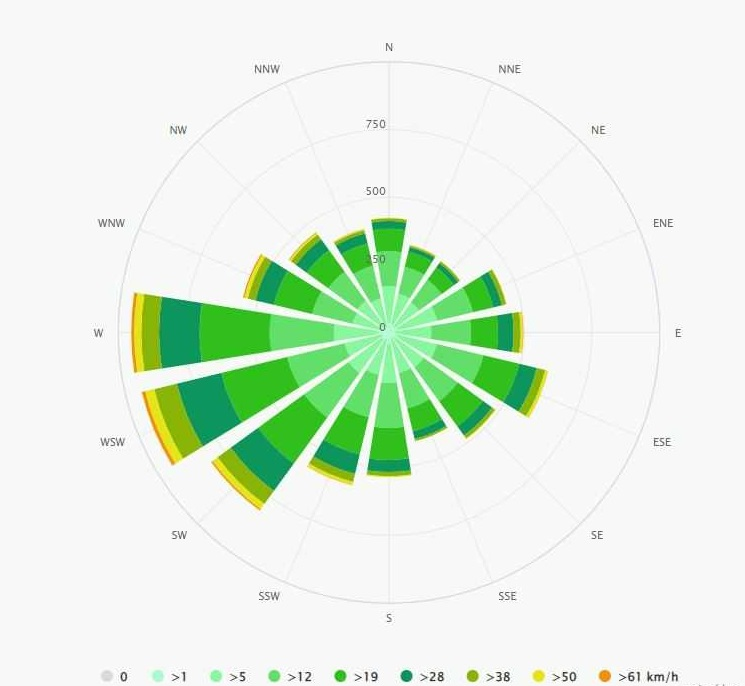 N
NNW NNE
NW 750 NE
500
WNW ENE
250
W 0 E
WSW ESE
SW SE
SSW SSE
S
0 >1 >5 >12 >19 >28 >38 >50 >61 km/h